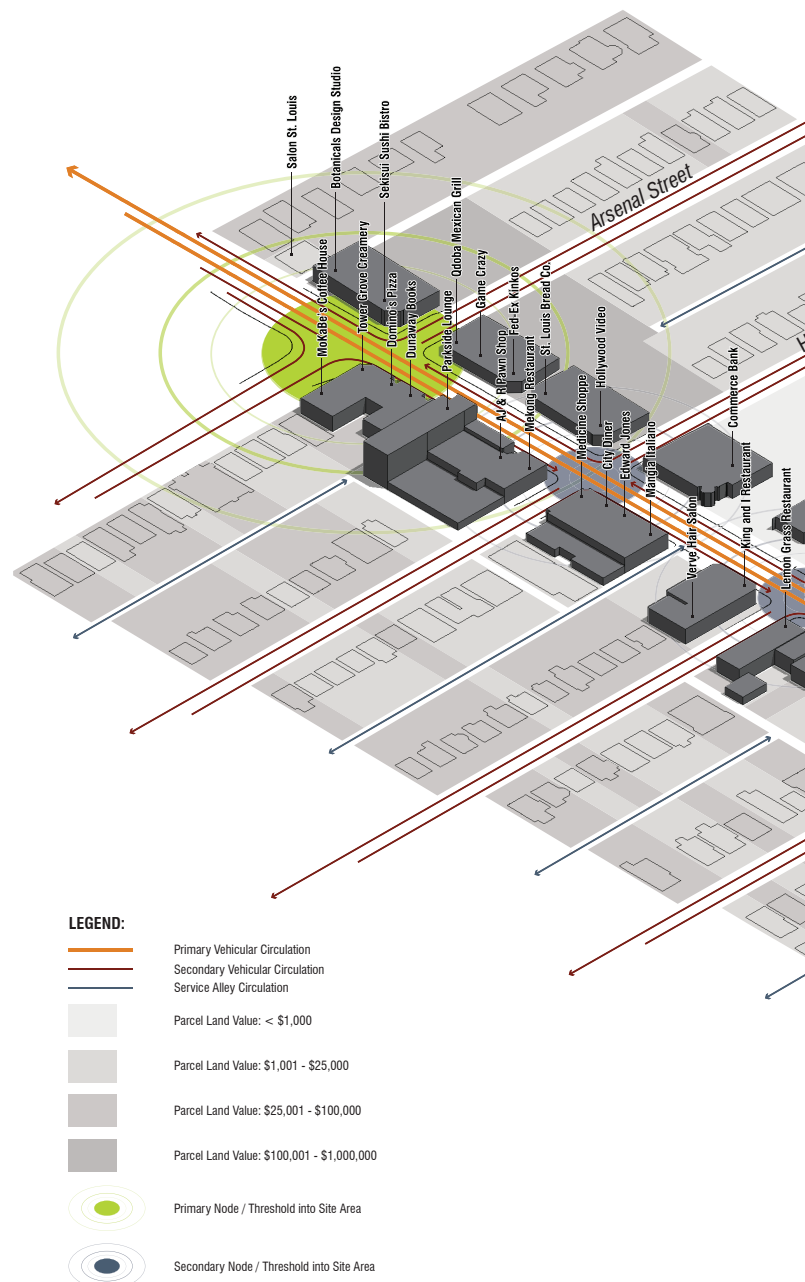 Salon St. Louis
Botanicals Design Studio
Sekisui Sushi Bistro
Arsenal Street
MoKaBe's Coffee House
Tower Grove Creamery
Domino's Pizza
Dunaway Books
Parkside Lounge
Qdoba Mexican Grill
Game Crazy
AJ & R Pawn Shop
Fed-Ex Kinkos
Mekong Restaurant
St. Louis Bread Co.
Medicine Shoppe
Hollywood Video
City Diner
Edward Jones
Mangia Italiano
Verve Hair Salon
Commerce Bank
King and I Restaurant
Lemon Grass Restaurant
H
LEGEND:
Primary Vehicular Circulation
Secondary Vehicular Circulation
Service Alley Circulation
Parcel Land Value: < $1,000
Parcel Land Value: $1,001 - $25,000
Parcel Land Value: $25,001 - $100,000
Parcel Land Value: $100,001 - $1,000,000
Primary Node / Threshold into Site Area
Secondary Node / Threshold into Site Area